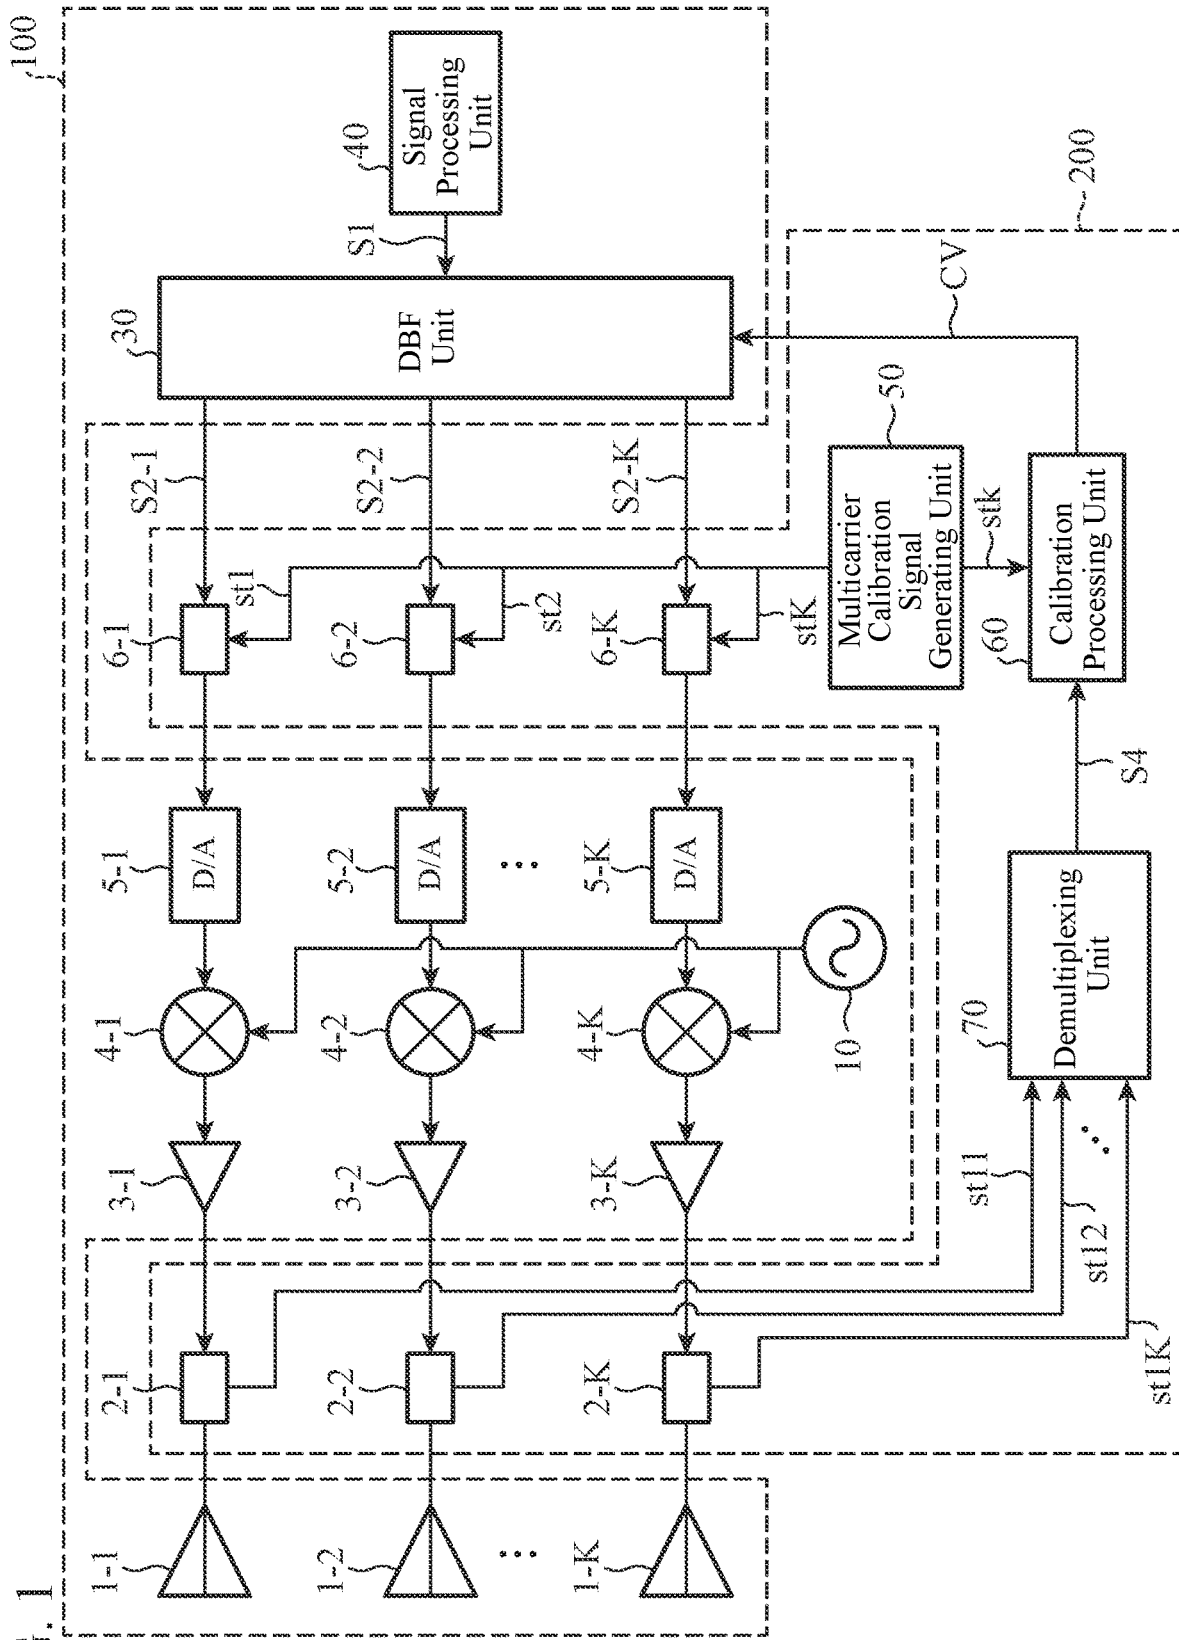 FIG. 1
100
1-1
2-1
3-1
4-1
5-1
D/A
6-1
st1
S2-1
30
DBF
Unit
S1
40
Signal
Processing
Unit
1-2
2-2
3-2
4-2
5-2
D/A
6-2
st2
S2-2
...
...
1-K
2-K
3-K
4-K
5-K
D/A
6-K
stK
S2-K
10
50
Multicarrier
Calibration
Signal
Generating Unit
stk
CV
200
st11
st12
...
st1K
70
Demultiplexing
Unit
S4
60
Calibration
Processing Unit